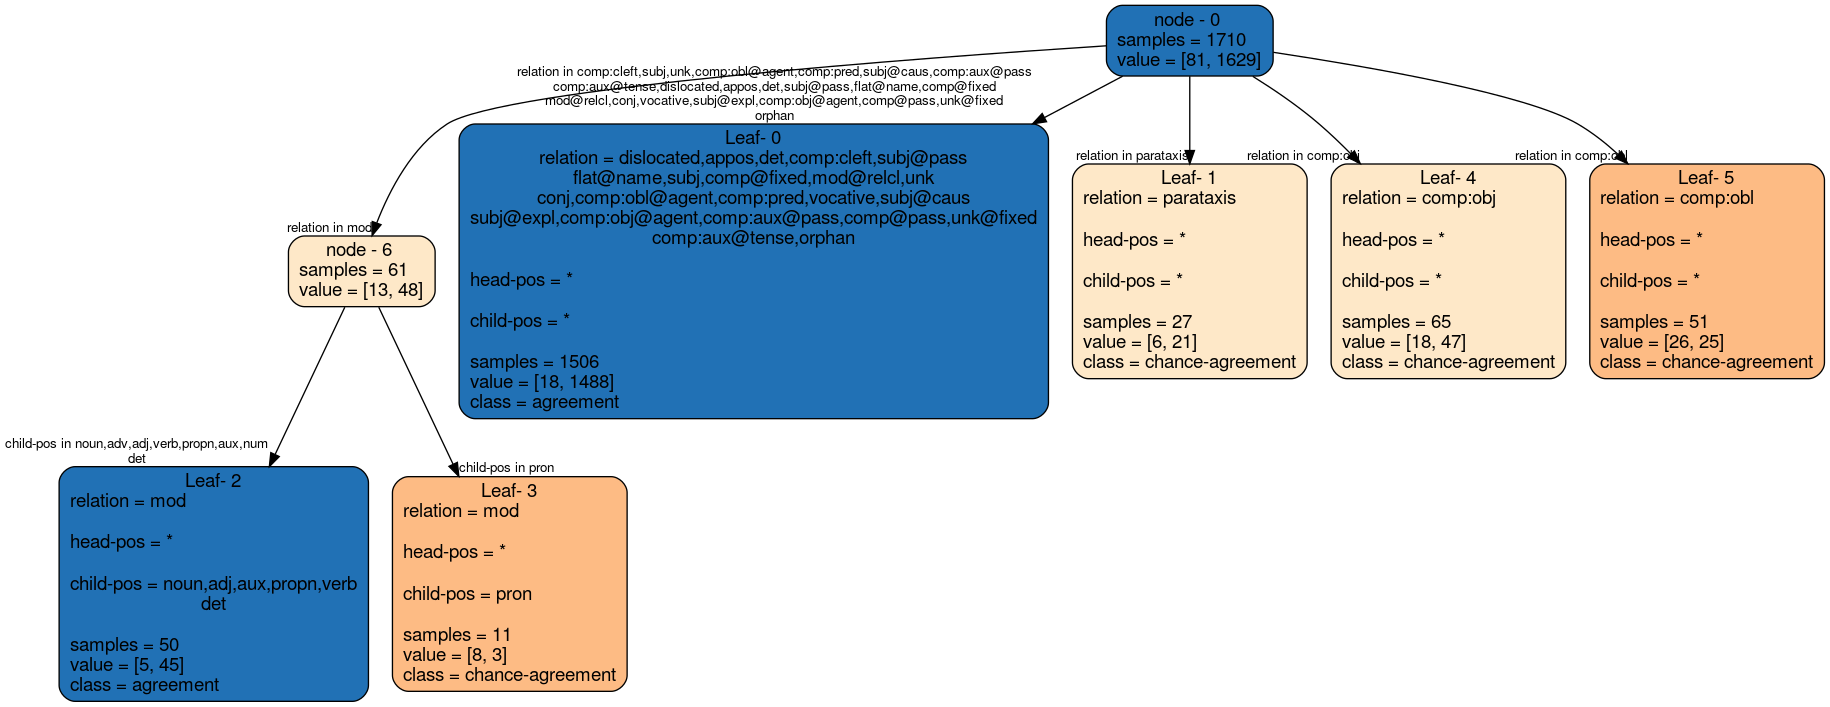 node - 0
samples = 1710
value = [81, 1629]
relation in comp:cleft,subj,unk,comp:obl@agent,comp:pred,subj@caus,comp:aux@pass
comp:aux@tense,dislocated,appos,det,subj@pass,flat@name,comp@fixed
mod@relcl,conj,vocative,subj@expl,comp:obj@agent,comp@pass,unk@fixed
orphan
relation in parataxis
relation in comp:obj
relation in comp:obl
relation in mod
node - 6
samples = 61
value = [13, 48]
Leaf- 0
relation = dislocated,appos,det,comp:cleft,subj@pass
flat@name,subj,comp@fixed,mod@relcl,unk
conj,comp:obl@agent,comp:pred,vocative,subj@caus
subj@expl,comp:obj@agent,comp:aux@pass,comp@pass,unk@fixed
comp:aux@tense,orphan
head-pos = *
child-pos = *
samples = 1506
value = [18, 1488]
class = agreement
Leaf- 1
relation = parataxis
head-pos = *
child-pos = *
samples = 27
value = [6, 21]
class = chance-agreement
Leaf- 4
relation = comp:obj
head-pos = *
child-pos = *
samples = 65
value = [18, 47]
class = chance-agreement
Leaf- 5
relation = comp:obl
head-pos = *
child-pos = *
samples = 51
value = [26, 25]
class = chance-agreement
child-pos in noun,adv,adj,verb,propn,aux,num
det
child-pos in pron
Leaf- 2
relation = mod
head-pos = *
child-pos = noun,adj,aux,propn,verb
det
samples = 50
value = [5, 45]
class = agreement
Leaf- 3
relation = mod
head-pos = *
child-pos = pron
samples = 11
value = [8, 3]
class = chance-agreement